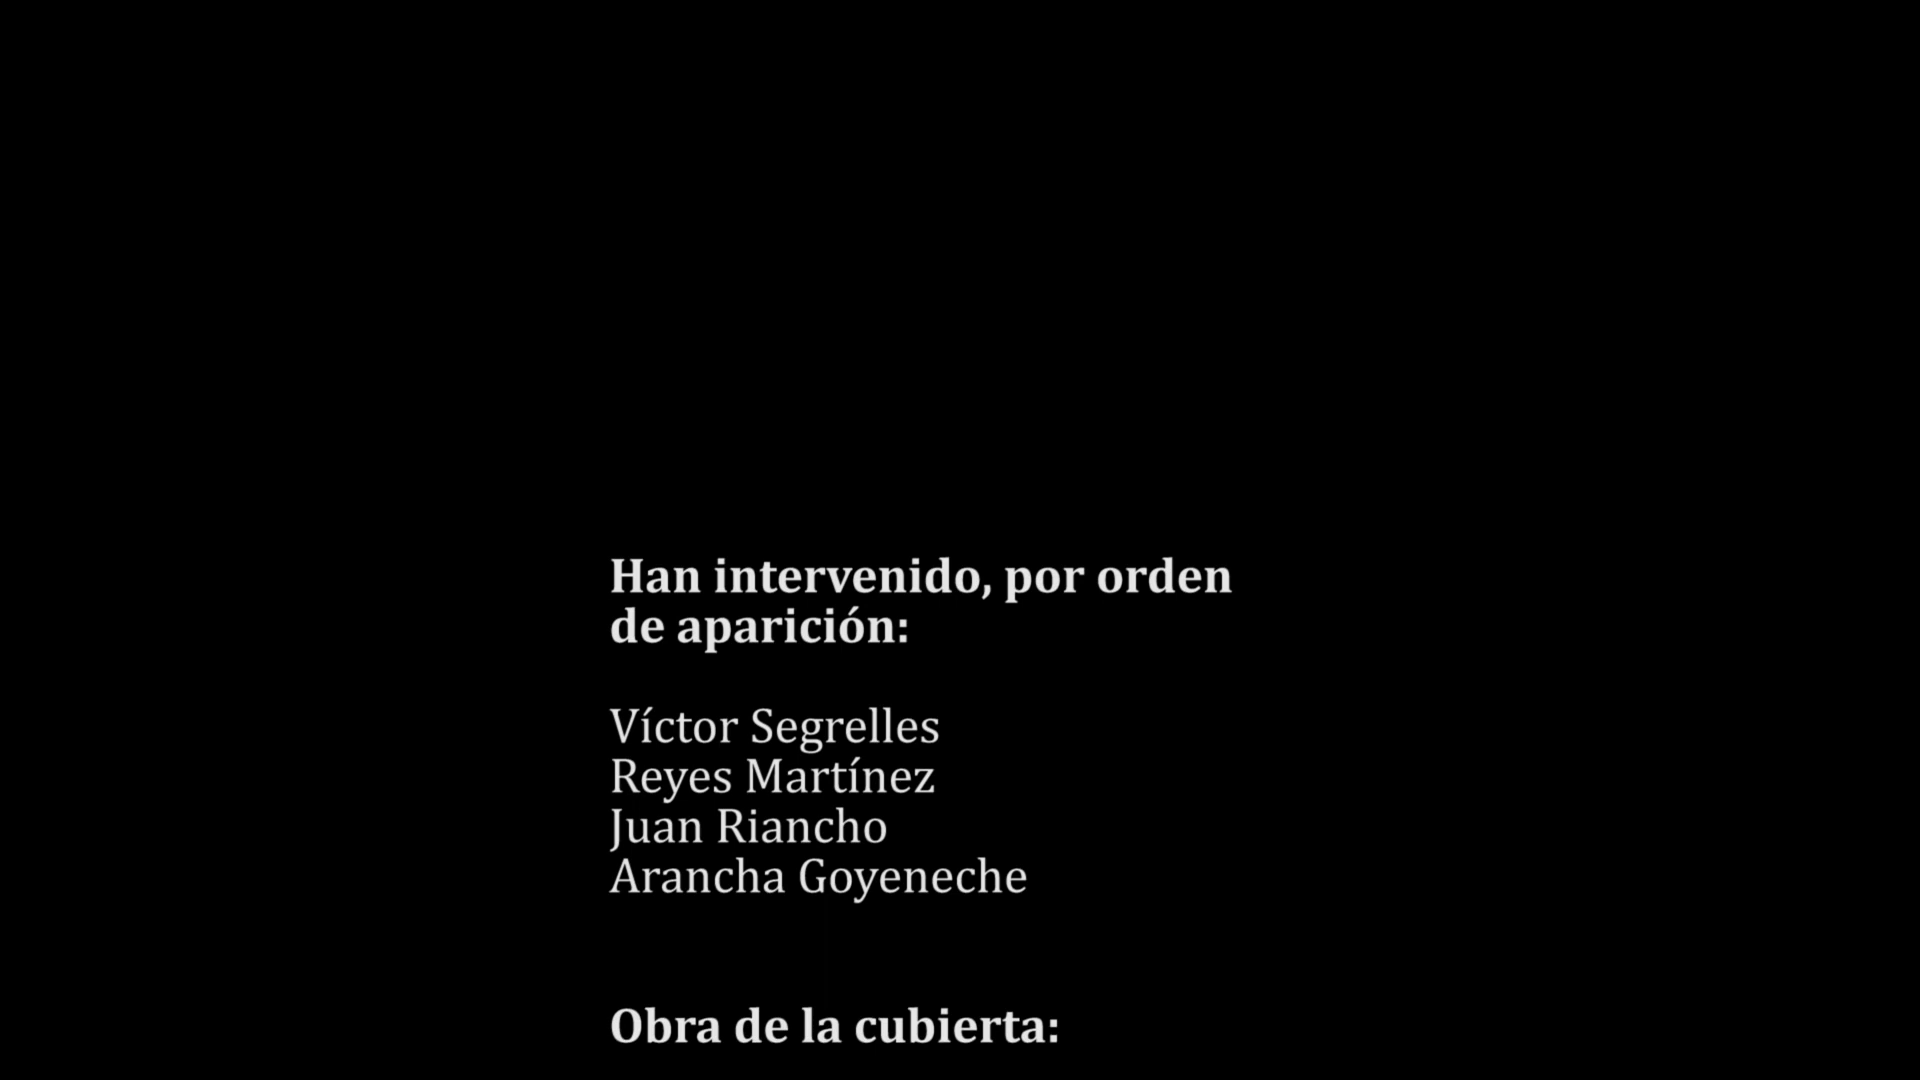 Han intervenido, por orden
de aparición:
Víctor Segrelles
Reyes Martínez
Juan Riancho
Arancha Goyeneche
Obra de la cubierta: